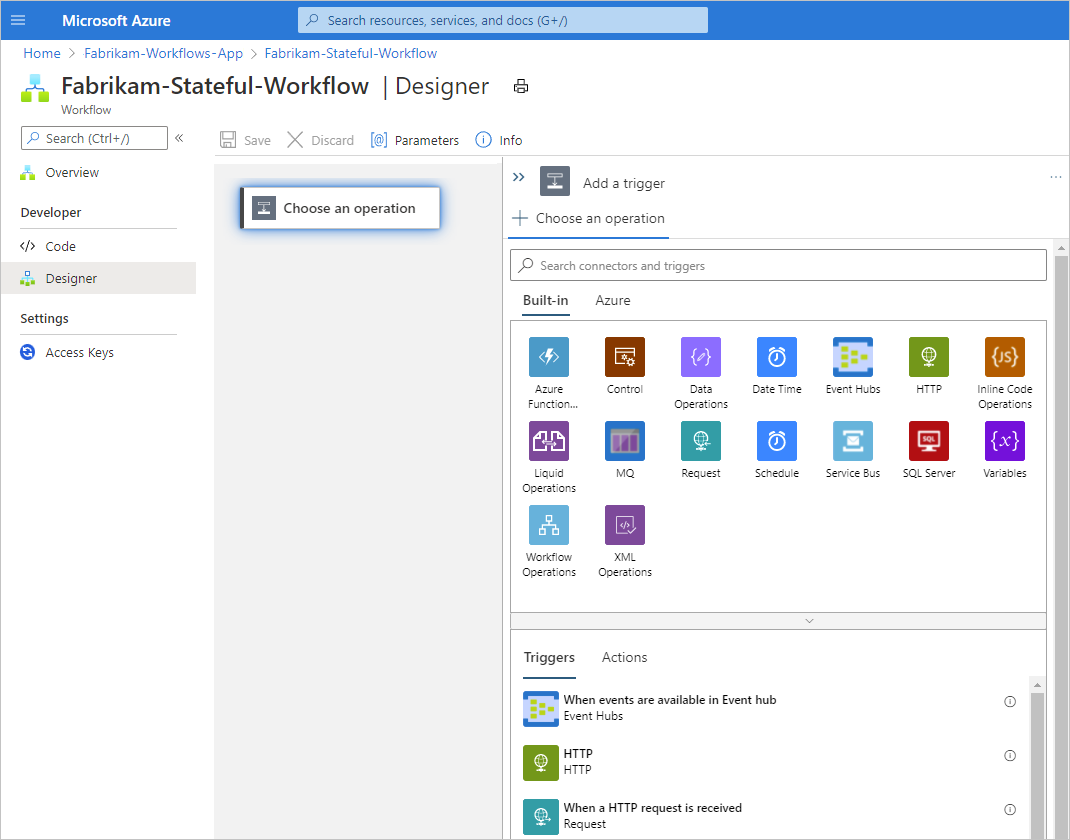 Microsoft Azure
Search resources, services, and docs (G+/)
Home > Fabrikam-Workflows-App > Fabrikam-Stateful-Workflow
Fabrikam-Stateful-Workflow | Designer
Workflow
Search (Ctrl+/)
«
Overview
Developer
Code
Designer
Settings
Access Keys
Save
Discard
Parameters
Info
Choose an operation
Add a trigger
...
Choose an operation
Search connectors and triggers
Built-in
Azure
Azure
Function...
Control
Data
Operations
Date Time
Event Hubs
HTTP
JS
Inline Code
Operations
Liquid
Operations
MQ
Request
Schedule
Service Bus
SQL
SQL Server
{x}
Variables
Workflow
Operations
XML
Operations
Triggers
Actions
When events are available in Event hub
Event Hubs
HTTP
HTTP
When a HTTP request is received
Request